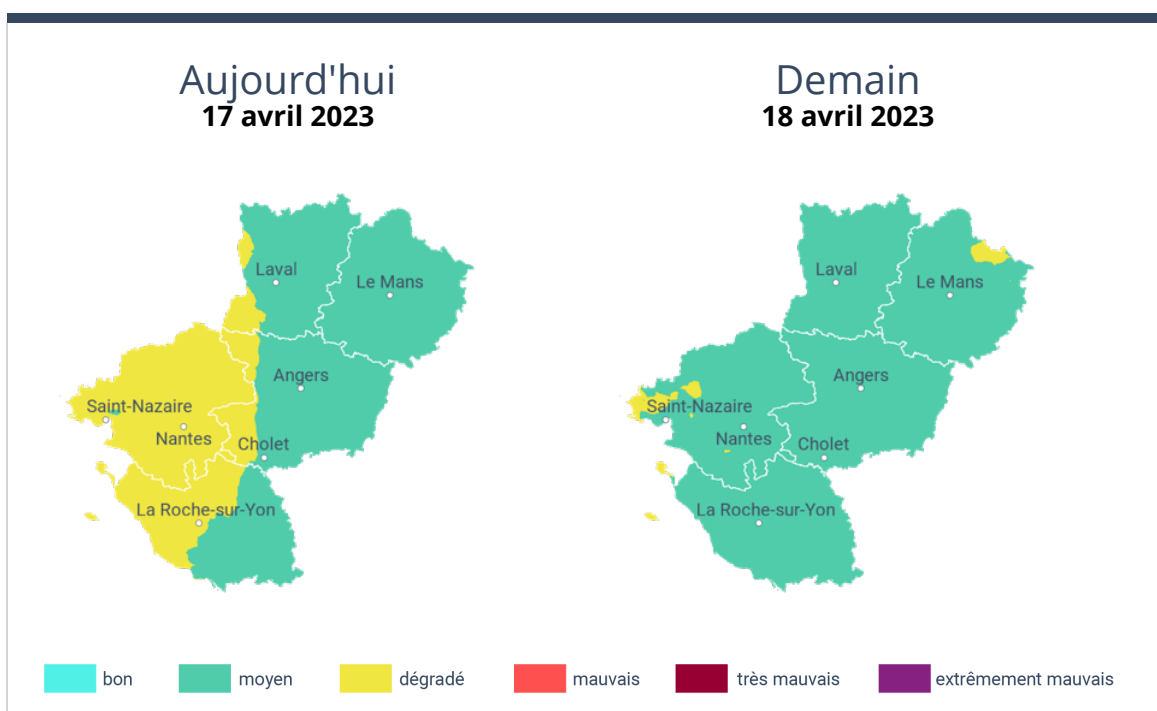 Aujourd'hui
17 avril 2023
Demain
18 avril 2023
Laval
Le Mans
Angers
Saint-Nazaire
Nantes
Cholet
La Roche-sur-Yon
Laval
Le Mans
Angers
Saint-Nazaire
Nantes
Cholet
La Roche-sur-Yon
bon
moyen
dégradé
mauvais
très mauvais
extrêmement mauvais